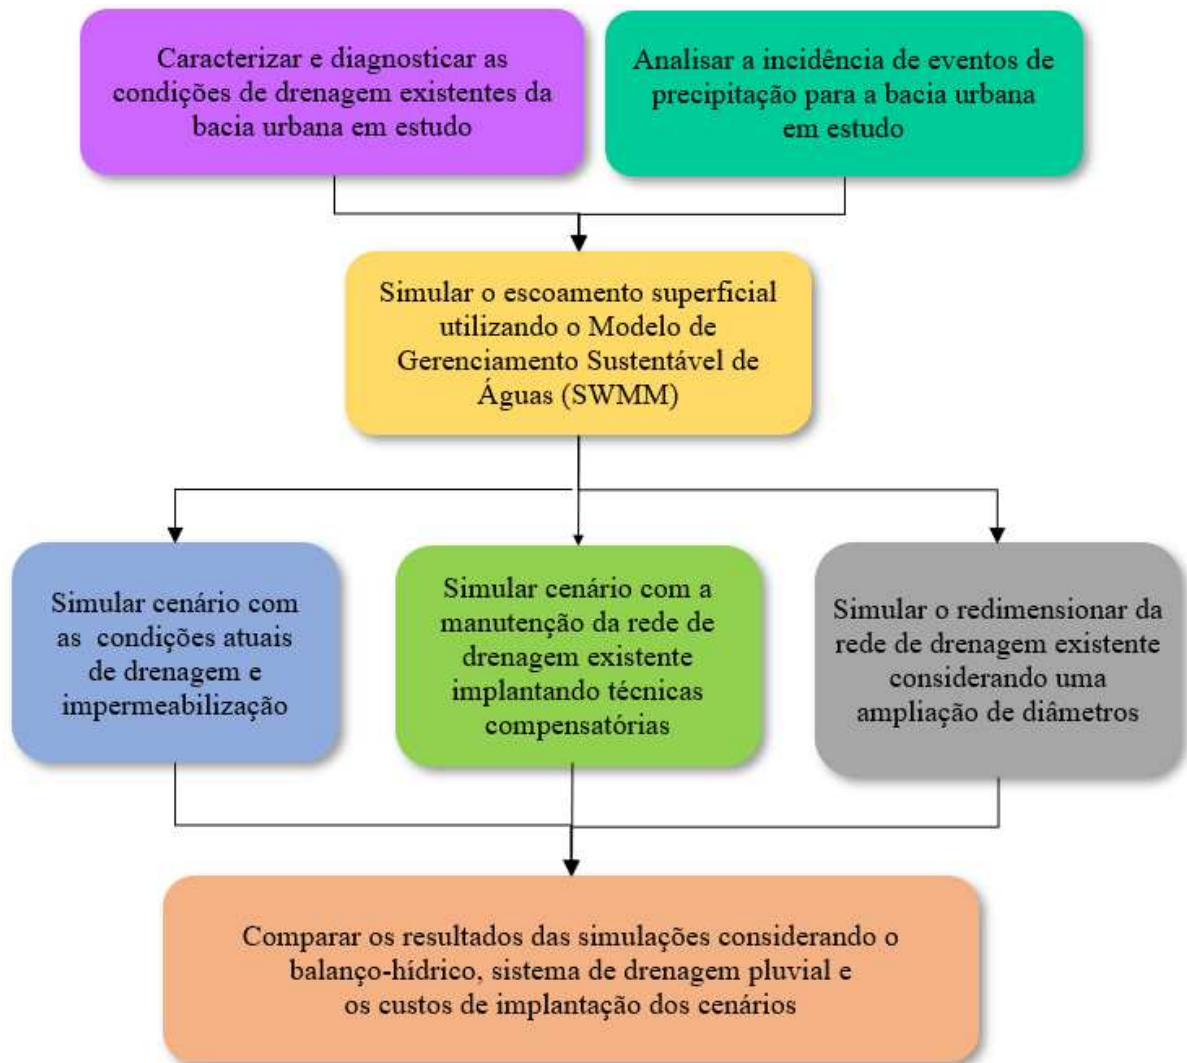 Caracterizar e diagnosticar as
condições de drenagem existentes da
bacia urbana em estudo
Analisar a incidência de eventos de
precipitação para a bacia urbana
em estudo
Simular o escoamento superficial
utilizando o Modelo de
Gerenciamento Sustentável de
Águas (SWMM)
Simular cenário com
as condições atuais
de drenagem e
impermeabilização
Simular cenário com a
manutenção da rede de
drenagem existente
implantando técnicas
compensatórias
Simular o redimensionar da
rede de drenagem existente
considerando uma
ampliação de diâmetros
Comparar os resultados das simulações considerando o
balanço-hídrico, sistema de drenagem pluvial e
os custos de implantação dos cenários